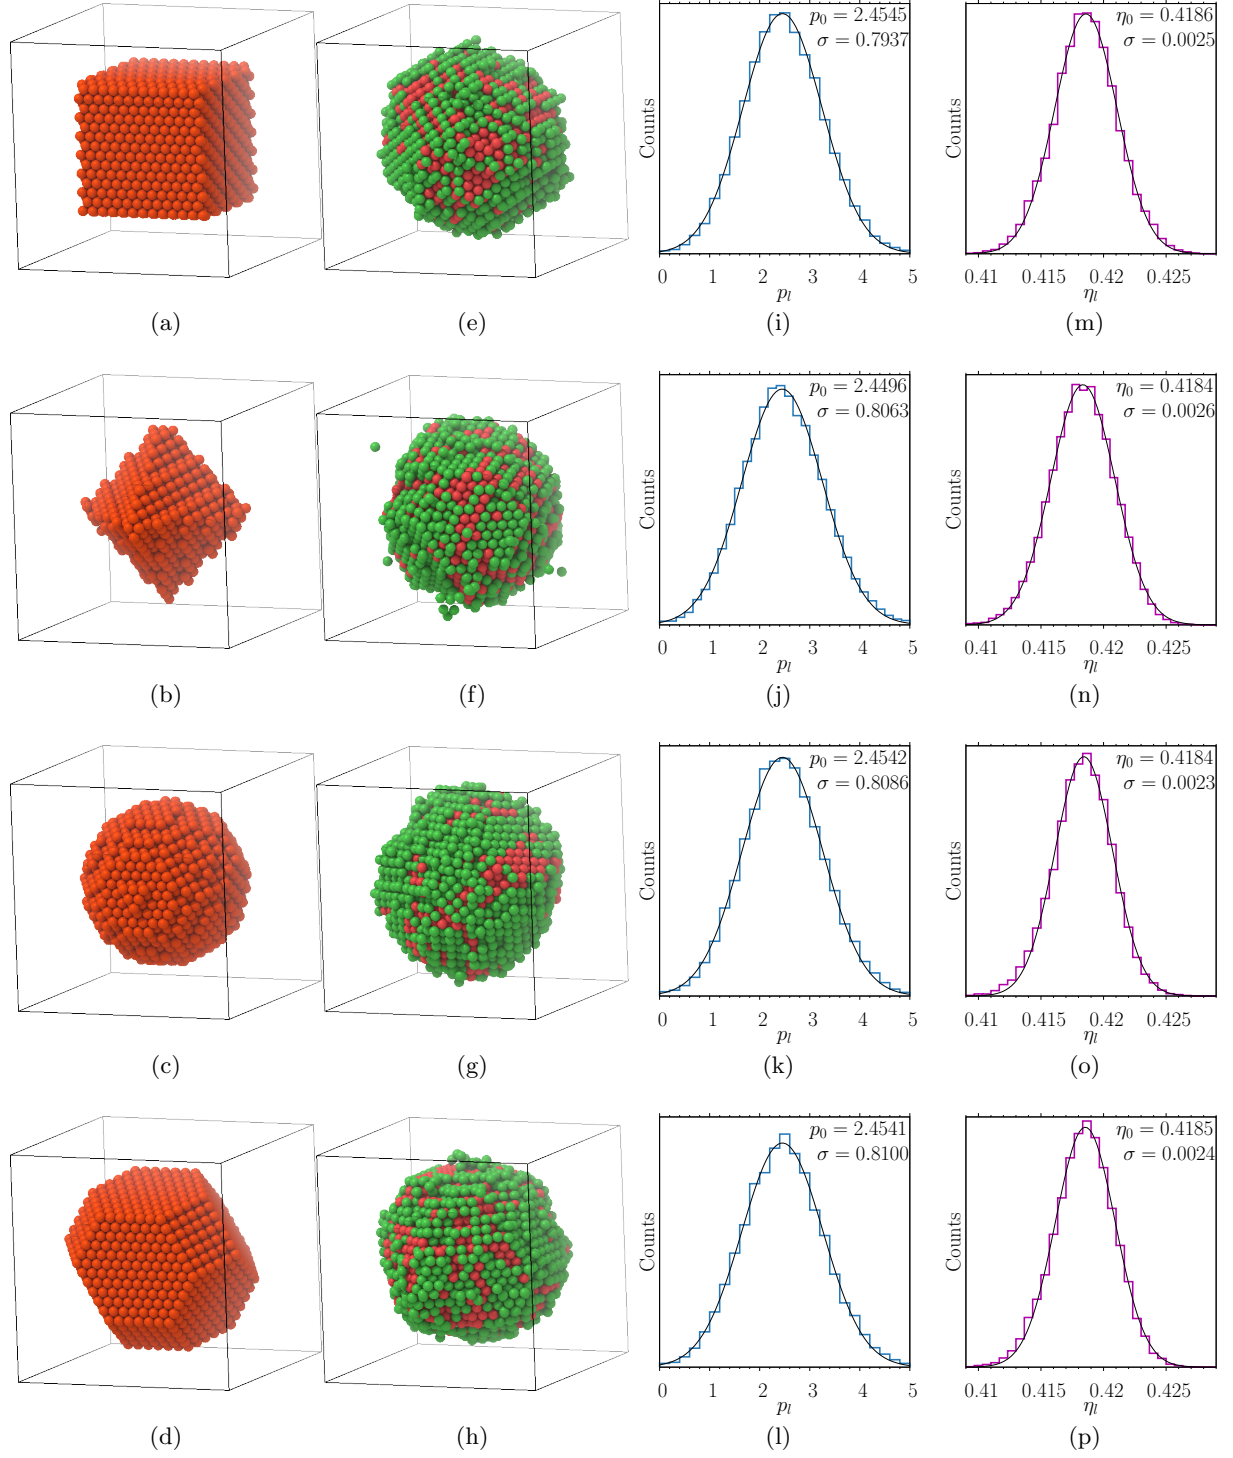 p₀ = 2.4545
σ = 0.7937
Counts
0 1 2 3 4 5
pₗ
η₀ = 0.4186
σ = 0.0025
Counts
0.41 0.415 0.42 0.425
ηₗ
(a) (e) (i) (m)
p₀ = 2.4496
σ = 0.8063
Counts
0 1 2 3 4 5
pₗ
η₀ = 0.4184
σ = 0.0026
Counts
0.41 0.415 0.42 0.425
ηₗ
(b) (f) (j) (n)
p₀ = 2.4542
σ = 0.8086
Counts
0 1 2 3 4 5
pₗ
η₀ = 0.4184
σ = 0.0023
Counts
0.41 0.415 0.42 0.425
ηₗ
(c) (g) (k) (o)
p₀ = 2.4541
σ = 0.8100
Counts
0 1 2 3 4 5
pₗ
η₀ = 0.4185
σ = 0.0024
Counts
0.41 0.415 0.42 0.425
ηₗ
(d) (h) (l) (p)